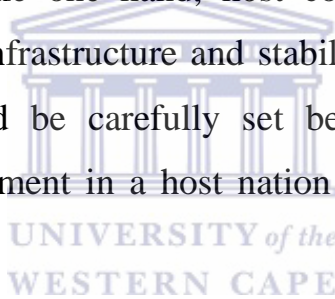 the one hand, host co
nfrastructure and stabil
d be carefully set be
ment in a host nation
UNIVERSITY of the
WESTERN CAPE